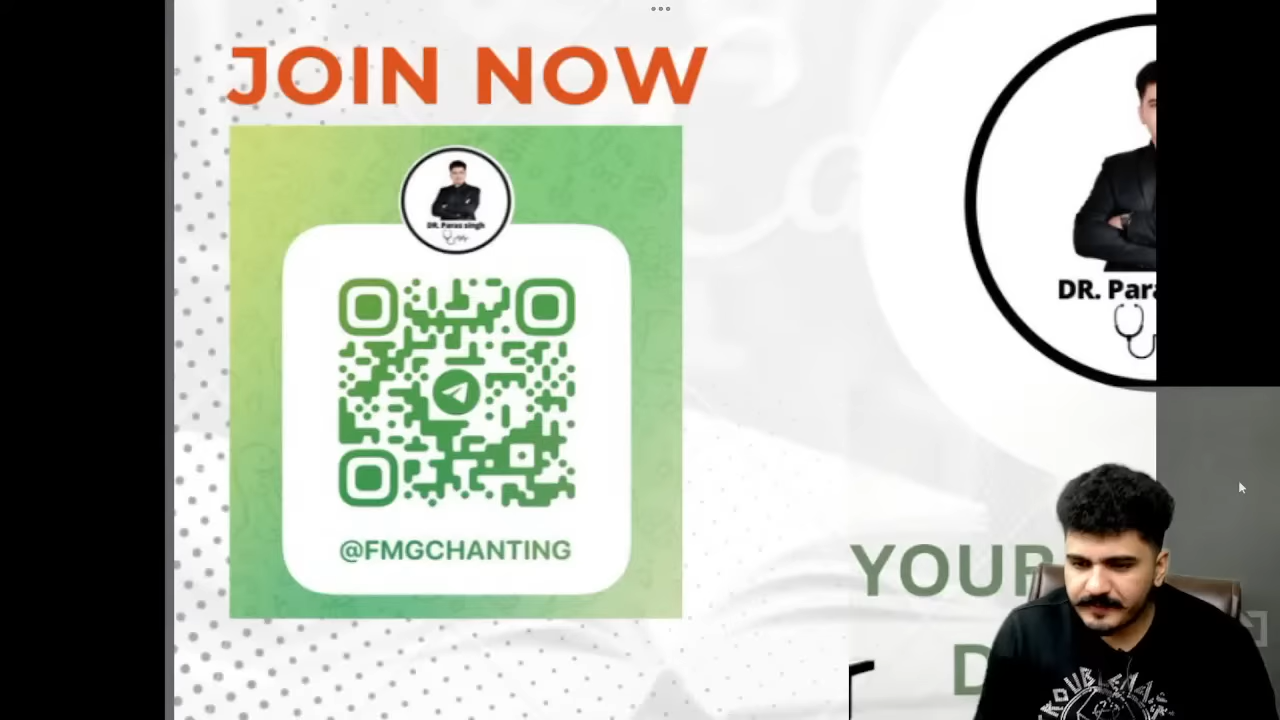 JOIN NOW
DR. Paras singh
@FMGCHANTING
DR. Para
YOUR
D